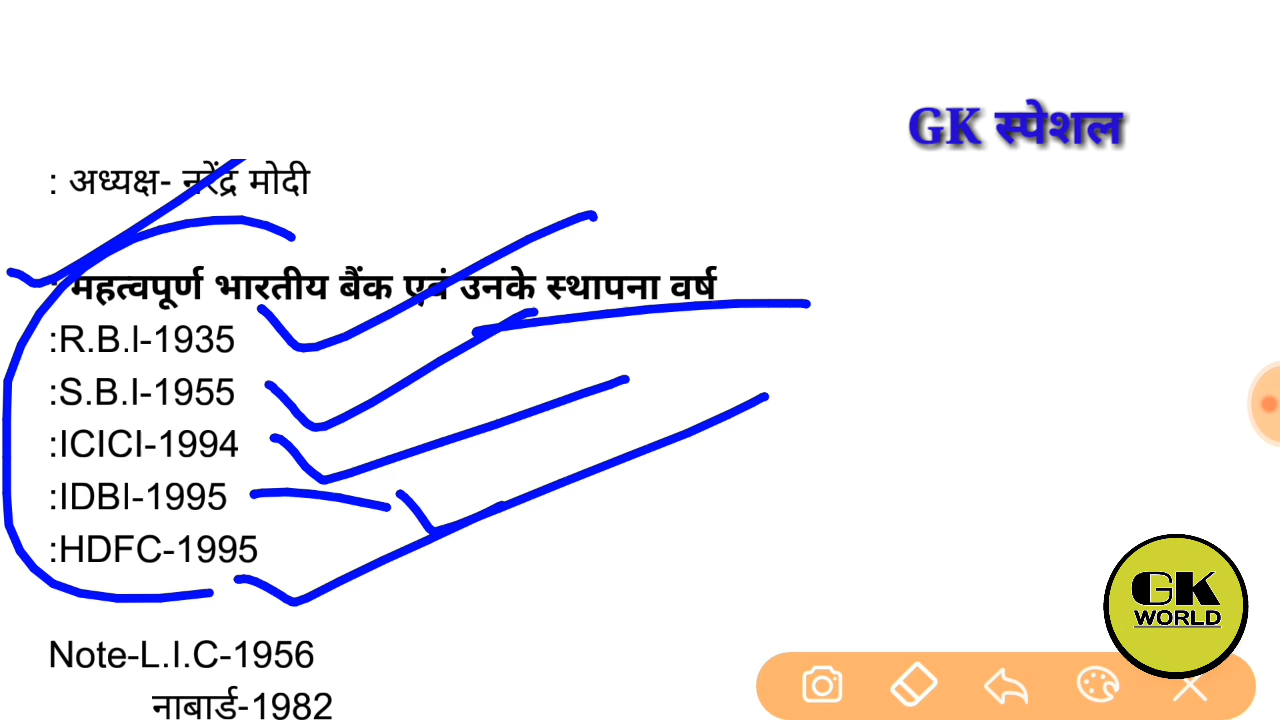 GK स्पेशल
: अध्यक्ष- नरेंद्र मोदी
: महत्वपूर्ण भारतीय बैंक एवं उनके स्थापना वर्ष
:R.B.I-1935
:S.B.I-1955
:ICICI-1994
:IDBI-1995
:HDFC-1995
Note-L.I.C-1956
नाबार्ड-1982
GK
WORLD